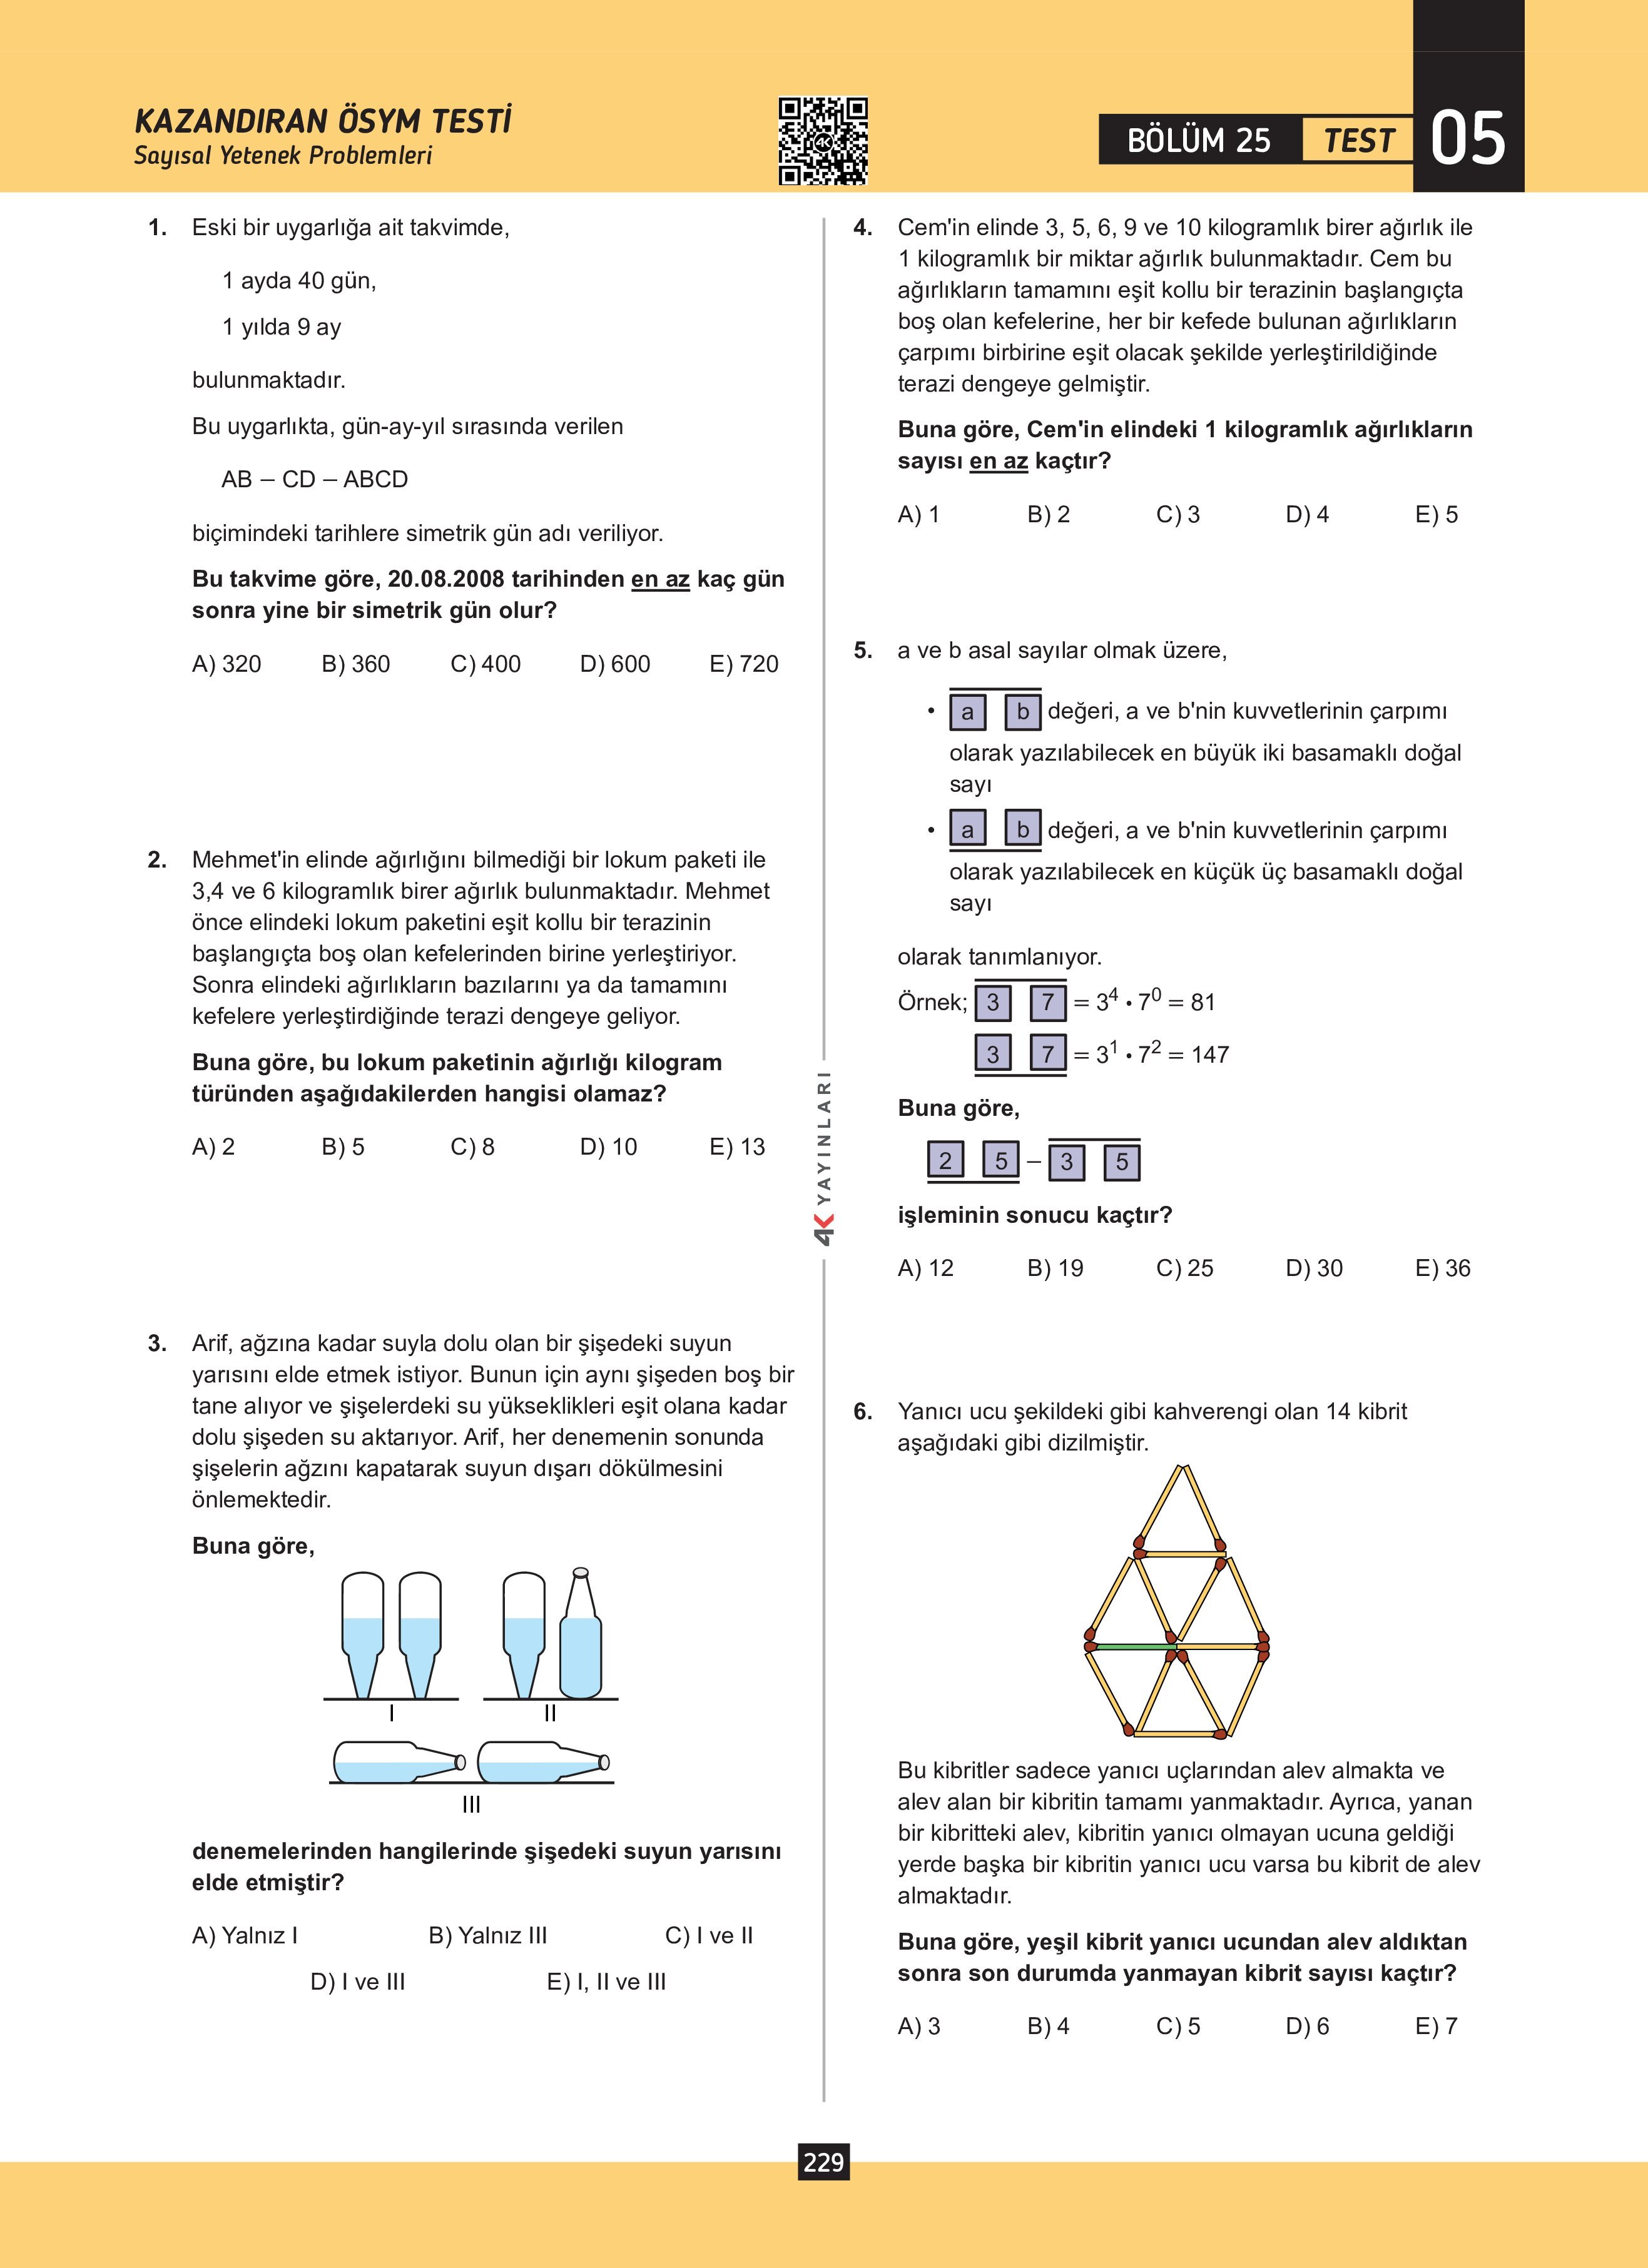 KAZANDIRAN ÖSYM TESTİ
Sayısal Yetenek Problemleri
4K
BÖLÜM 25
TEST
05
1. Eski bir uygarlığa ait takvimde,
1 ayda 40 gün,
1 yılda 9 ay
bulunmaktadır.
Bu uygarlıkta, gün-ay-yıl sırasında verilen
AB – CD – ABCD
biçimindeki tarihlere simetrik gün adı veriliyor.
Bu takvime göre, 20.08.2008 tarihinden en az kaç gün
sonra yine bir simetrik gün olur?
A) 320 B) 360 C) 400 D) 600 E) 720
2. Mehmet'in elinde ağırlığını bilmediği bir lokum paketi ile
3,4 ve 6 kilogramlık birer ağırlık bulunmaktadır. Mehmet
önce elindeki lokum paketini eşit kollu bir terazinin
başlangıçta boş olan kefelerinden birine yerleştiriyor.
Sonra elindeki ağırlıkların bazılarını ya da tamamını
kefelere yerleştirdiğinde terazi dengeye geliyor.
Buna göre, bu lokum paketinin ağırlığı kilogram
türünden aşağıdakilerden hangisi olamaz?
A) 2 B) 5 C) 8 D) 10 E) 13
3. Arif, ağzına kadar suyla dolu olan bir şişedeki suyun
yarısını elde etmek istiyor. Bunun için aynı şişeden boş bir
tane alıyor ve şişelerdeki su yükseklikleri eşit olana kadar
dolu şişeden su aktarıyor. Arif, her denemenin sonunda
şişelerin ağzını kapatarak suyun dışarı dökülmesini
önlemektedir.
Buna göre,
I
II
III
denemelerinden hangilerinde şişedeki suyun yarısını
elde etmiştir?
A) Yalnız I B) Yalnız III C) I ve II
D) I ve III E) I, II ve III
4K YAYINLARI
4. Cem'in elinde 3, 5, 6, 9 ve 10 kilogramlık birer ağırlık ile
1 kilogramlık bir miktar ağırlık bulunmaktadır. Cem bu
ağırlıkların tamamını eşit kollu bir terazinin başlangıçta
boş olan kefelerine, her bir kefede bulunan ağırlıkların
çarpımı birbirine eşit olacak şekilde yerleştirildiğinde
terazi dengeye gelmiştir.
Buna göre, Cem'in elindeki 1 kilogramlık ağırlıkların
sayısı en az kaçtır?
A) 1 B) 2 C) 3 D) 4 E) 5
5. a ve b asal sayılar olmak üzere,
• a b değeri, a ve b'nin kuvvetlerinin çarpımı
olarak yazılabilecek en büyük iki basamaklı doğal
sayı
• a b değeri, a ve b'nin kuvvetlerinin çarpımı
olarak yazılabilecek en küçük üç basamaklı doğal
sayı
olarak tanımlanıyor.
Örnek; 3 7 = 3⁴ • 7⁰ = 81
3 7 = 3¹ • 7² = 147
Buna göre,
2 5 – 3 5
işleminin sonucu kaçtır?
A) 12 B) 19 C) 25 D) 30 E) 36
6. Yanıcı ucu şekildeki gibi kahverengi olan 14 kibrit
aşağıdaki gibi dizilmiştir.
Bu kibritler sadece yanıcı uçlarından alev almakta ve
alev alan bir kibritin tamamı yanmaktadır. Ayrıca, yanan
bir kibritteki alev, kibritin yanıcı olmayan ucuna geldiği
yerde başka bir kibritin yanıcı ucu varsa bu kibrit de alev
almaktadır.
Buna göre, yeşil kibrit yanıcı ucundan alev aldıktan
sonra son durumda yanmayan kibrit sayısı kaçtır?
A) 3 B) 4 C) 5 D) 6 E) 7
229